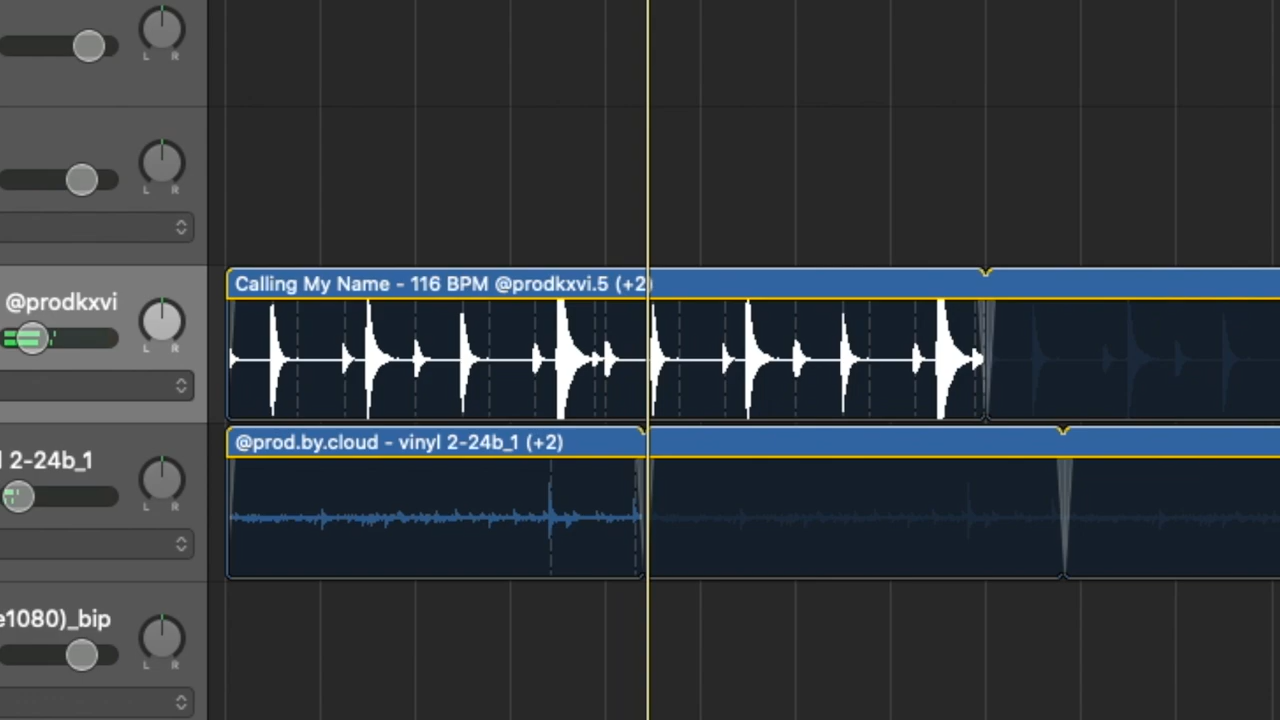 L R
L R
Calling My Name - 116 BPM @prodkxvi.5 (+2)
@prodkxvi
L R
@prod.by.cloud - vinyl 2-24b_1 (+2)
l 2-24b_1
L R
e1080)_bip
L R